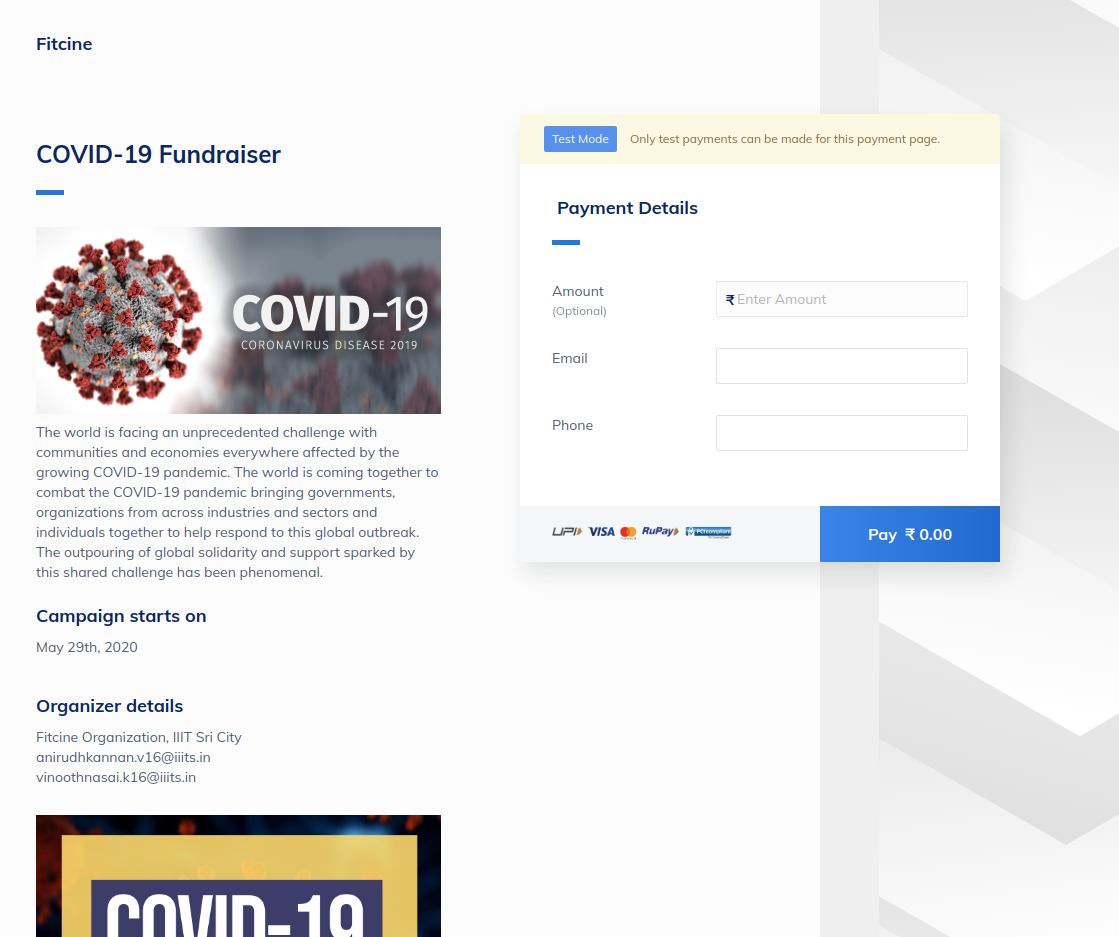 Fitcine
COVID-19 Fundraiser
COVID-19
CORONAVIRUS DISEASE 2019
The world is facing an unprecedented challenge with
communities and economies everywhere affected by the
growing COVID-19 pandemic. The world is coming together to
combat the COVID-19 pandemic bringing governments,
organizations from across industries and sectors and
individuals together to help respond to this global outbreak.
The outpouring of global solidarity and support sparked by
this shared challenge has been phenomenal.
Campaign starts on
May 29th, 2020
Organizer details
Fitcine Organization, IIIT Sri City
anirudhkannan.v16@iiits.in
vinoothnasai.k16@iiits.in
COVID-19
Test Mode Only test payments can be made for this payment page.
Payment Details
Amount
(Optional)
₹ Enter Amount
Email
Phone
UPI VISA RuPay PCI compliant
Pay ₹ 0.00